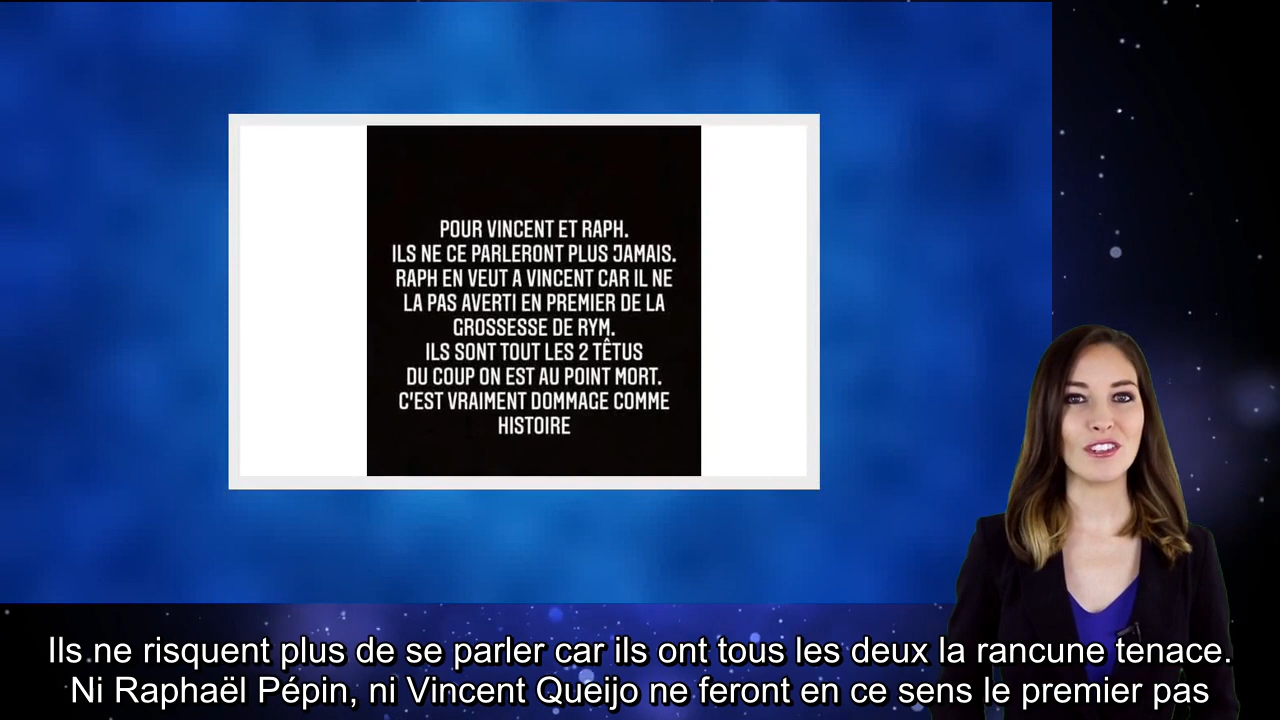 POUR VINCENT ET RAPH.
ILS NE CE PARLERONT PLUS JAMAIS.
RAPH EN VEUT A VINCENT CAR IL NE
LA PAS AVERTI EN PREMIER DE LA
GROSSESSE DE RYM.
ILS SONT TOUT LES 2 TÊTUS
DU COUP ON EST AU POINT MORT.
C'EST VRAIMENT DOMMAGE COMME
HISTOIRE
Ils ne risquent plus de se parler car ils ont tous les deux la rancune tenace.
Ni Raphaël Pépin, ni Vincent Queijo ne feront en ce sens le premier pas